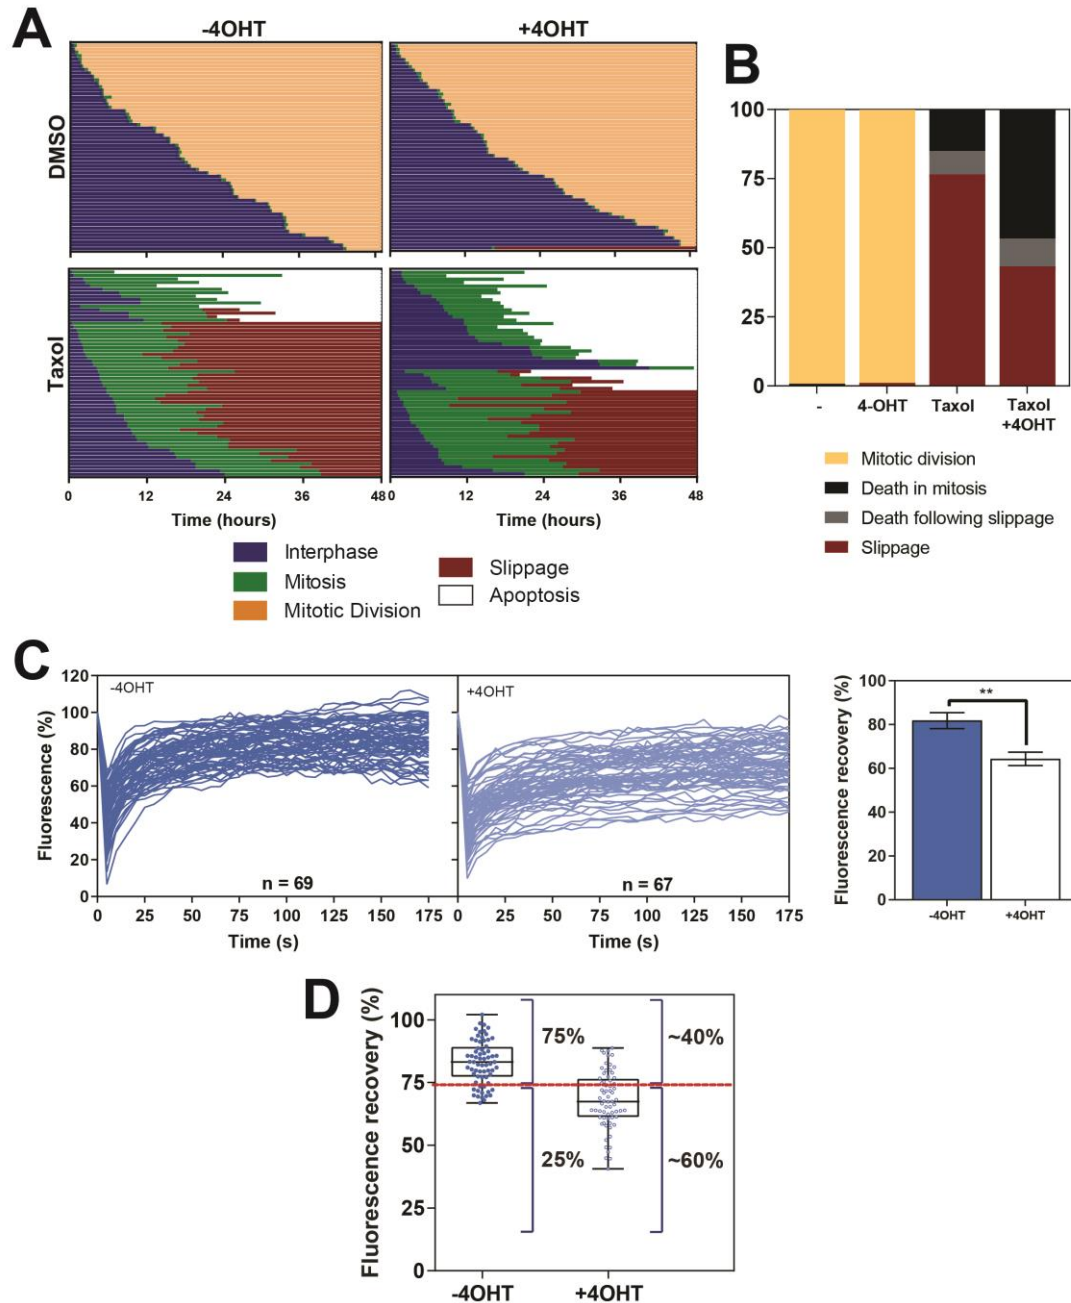 A
-4OHT
+4OHT
DMSO
Taxol
0
12
24
36
48
0
12
24
36
48
Time (hours)
Time (hours)
Interphase
Mitosis
Mitotic Division
Slippage
Apoptosis
B
100
75
50
25
0
-
4-OHT
Taxol
Taxol
+4OHT
Mitotic division
Death in mitosis
Death following slippage
Slippage
C
Fluorescence (%)
120
100
80
60
40
20
0
-4OHT
n = 69
0
25
50
75
100
125
150
175
Time (s)
+4OHT
n = 67
0
25
50
75
100
125
150
175
Time (s)
Fluorescence recovery (%)
100
80
60
40
20
0
**
-4OHT
+4OHT
D
Fluorescence recovery (%)
100
75
50
25
0
75%
25%
~40%
~60%
-4OHT
+4OHT